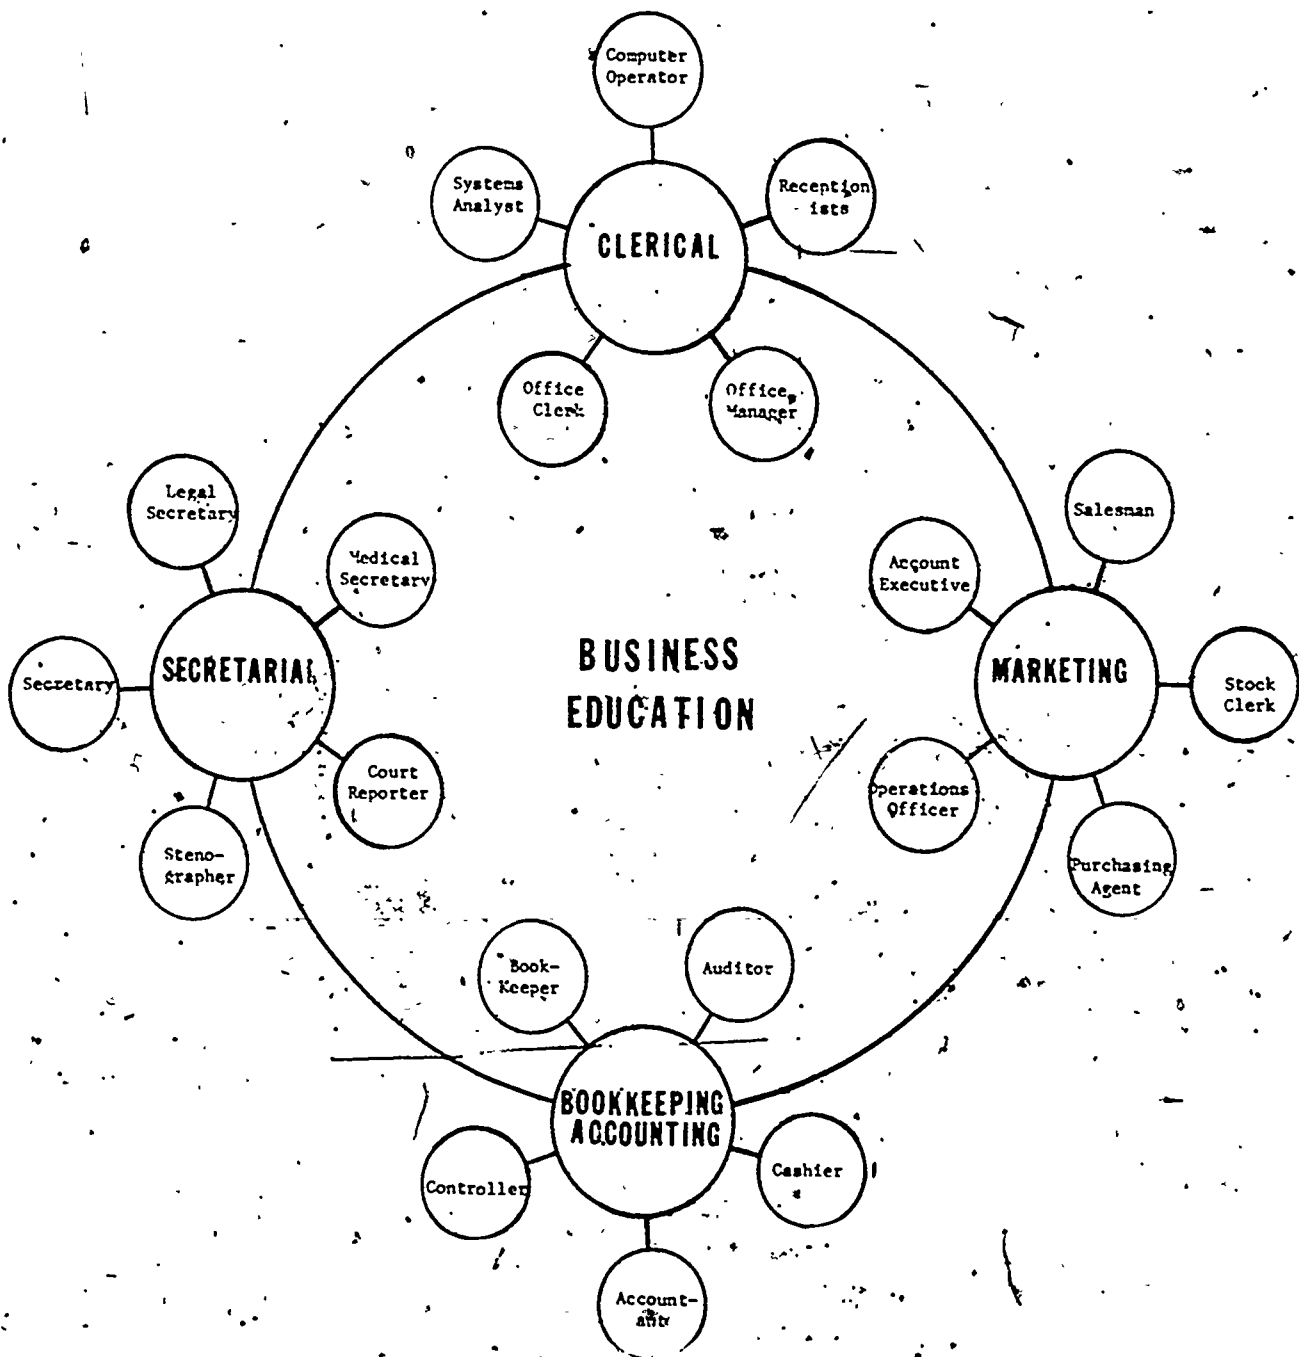 Computer
Operator
Systems
Analyst
Reception
ists
CLERICAL
Office
Clerk
Office
Manager
Legal
Secretary
Medical
Secretary
Secretary
SECRETARIAL
Court
Reporter
Steno-
grapher
BUSINESS
EDUCATION
Salesman
Account
Executive
MARKETING
Stock
Clerk
Operations
Officer
Purchasing
Agent
Book-
Keeper
Auditor
BOOKKEEPING
ACCOUNTING
Controller
Cashier
Account-
ant